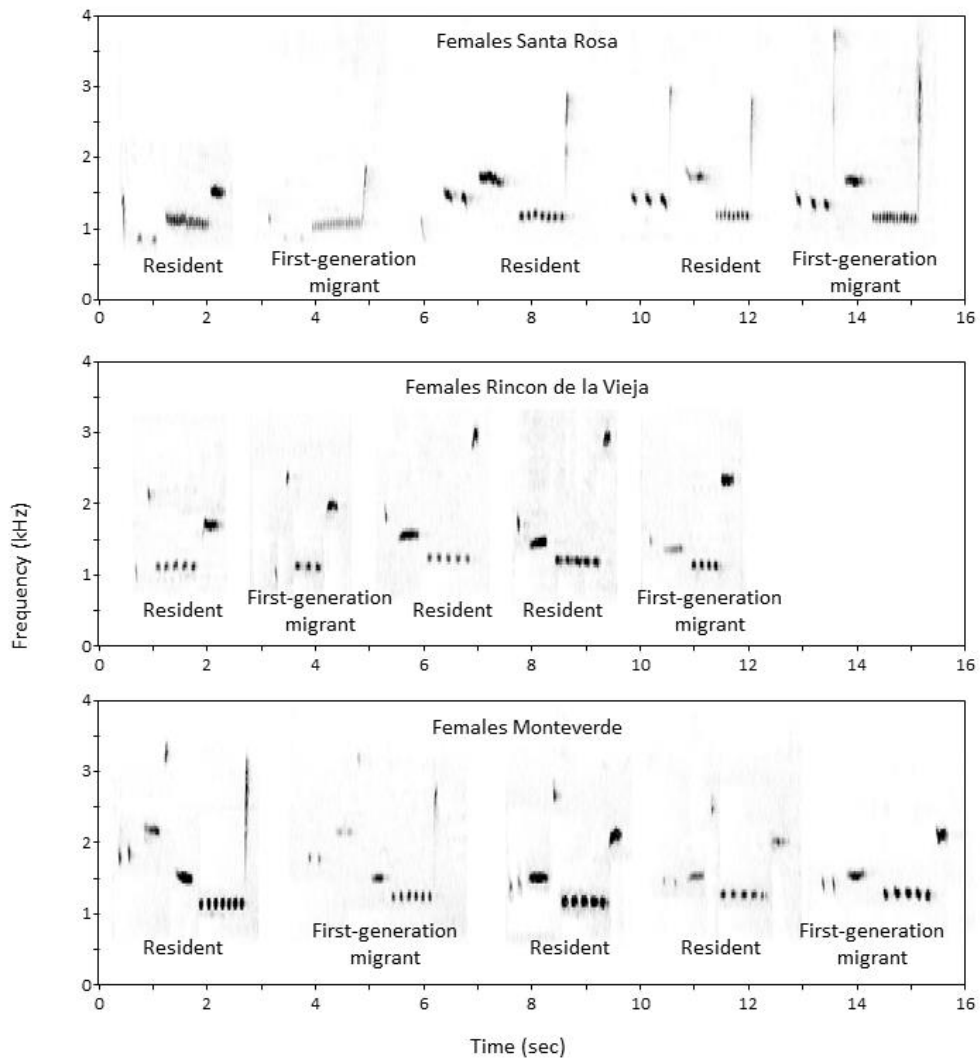 Females Santa Rosa
4
3
2
1
0
Resident
First-generation
migrant
Resident
Resident
First-generation
migrant
0 2 4 6 8 10 12 14 16
Females Rincon de la Vieja
4
3
2
1
0
Resident
First-generation
migrant
Resident
Resident
First-generation
migrant
0 2 4 6 8 10 12 14 16
Frequency (kHz)
Females Monteverde
4
3
2
1
0
Resident
First-generation
migrant
Resident
Resident
First-generation
migrant
0 2 4 6 8 10 12 14 16
Time (sec)